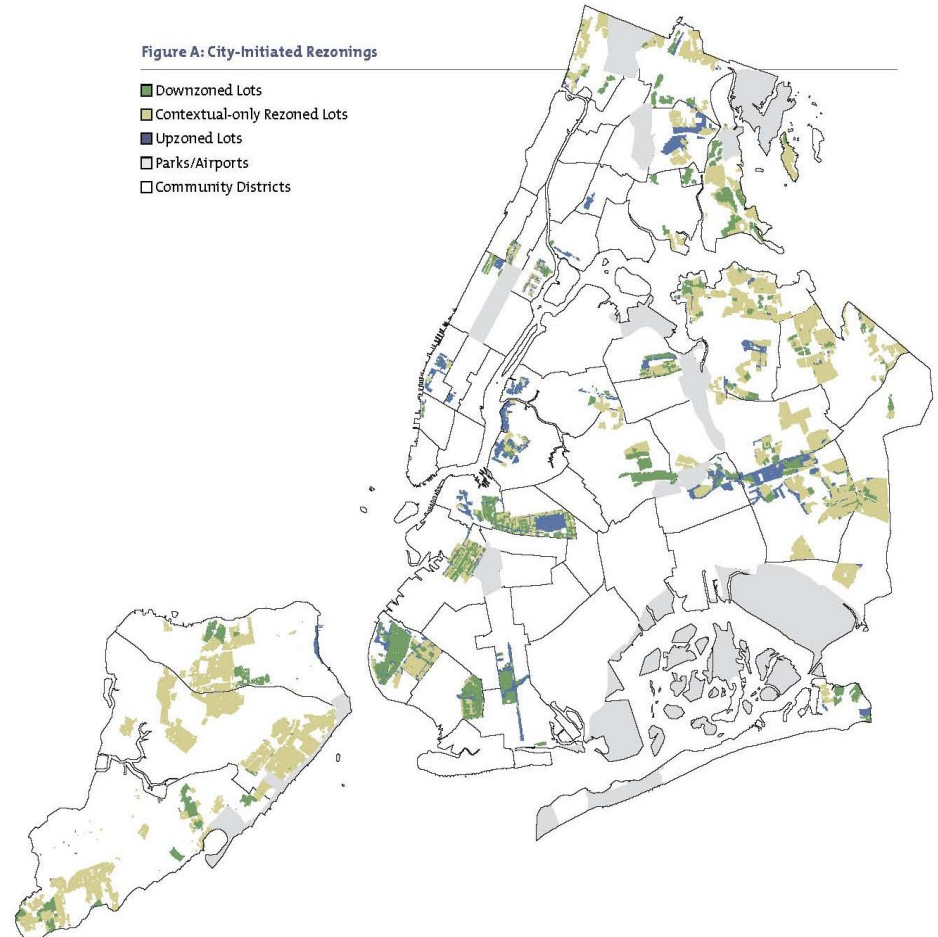 Figure A: City-Initiated Rezonings
Downzoned Lots
Contextual-only Rezoned Lots
Upzoned Lots
Parks/Airports
Community Districts